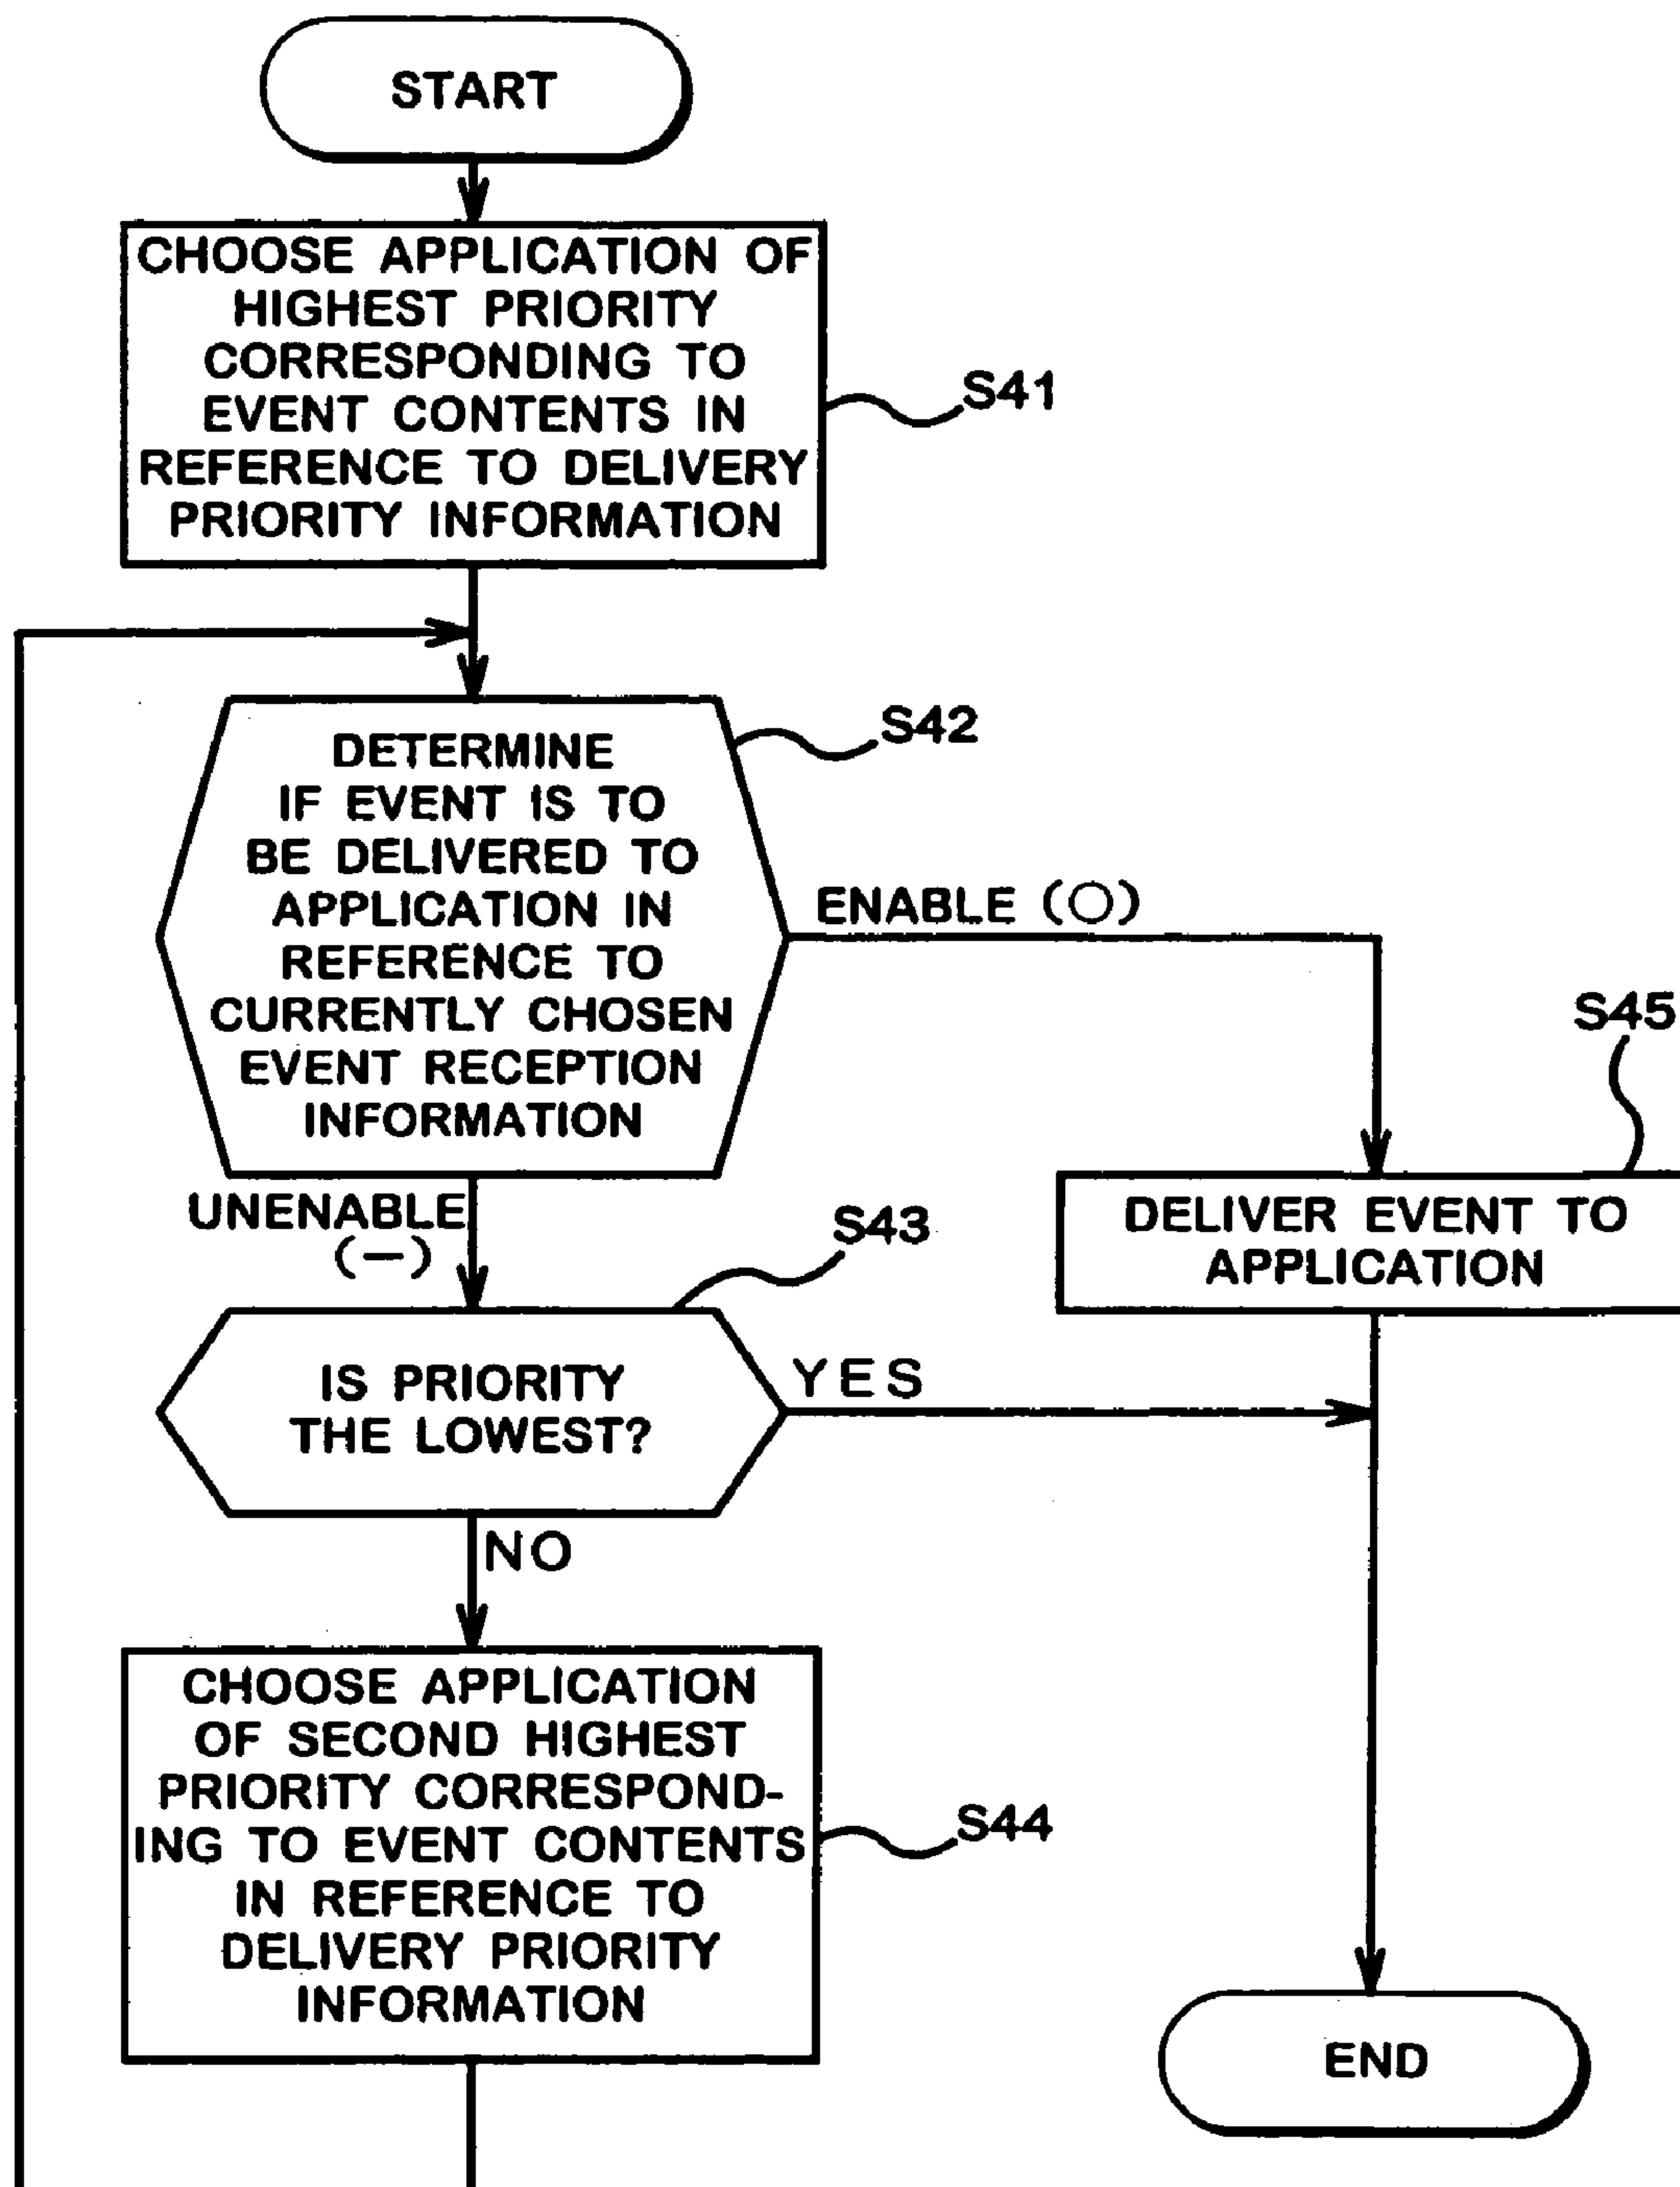 START
CHOOSE APPLICATION OF
HIGHEST PRIORITY
CORRESPONDING TO
EVENT CONTENTS IN
REFERENCE TO DELIVERY
PRIORITY INFORMATION
S41
DETERMINE
IF EVENT IS TO
BE DELIVERED TO
APPLICATION IN
REFERENCE TO
CURRENTLY CHOSEN
EVENT RECEPTION
INFORMATION
S42
ENABLE (○)
UNENABLE
(—)
S45
DELIVER EVENT TO
APPLICATION
S43
IS PRIORITY
THE LOWEST?
YES
NO
CHOOSE APPLICATION
OF SECOND HIGHEST
PRIORITY CORRESPOND-
ING TO EVENT CONTENTS
IN REFERENCE TO
DELIVERY PRIORITY
INFORMATION
S44
END